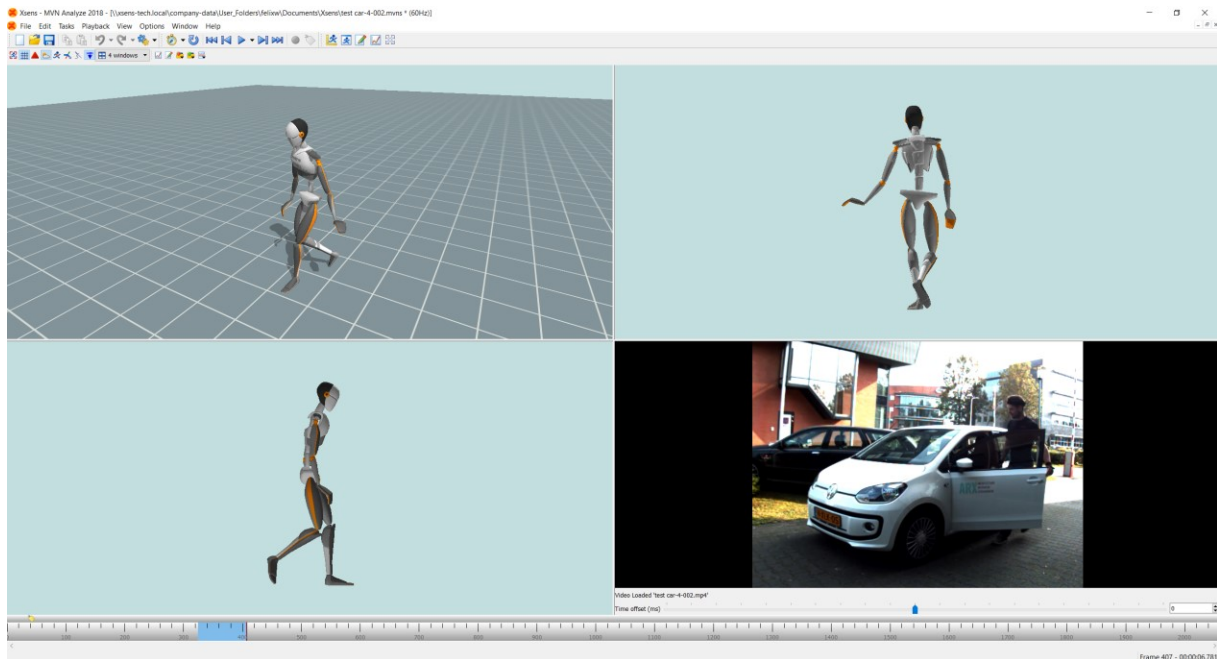 Xsens - MVN Analyze 2018 - [\\xsens-tech.local\company-data\User_Folders\felixw\Documents\Xsens\test car-4-002.mvns * (60Hz)]
File Edit Tasks Playback View Options Window Help
4 windows
ARX
Video Loaded 'test car-4-002.mp4'
Time offset (ms)
0
100 200 300 400 500 600 700 800 900 1000 1100 1200 1300 1400 1500 1600 1700 1800 1900 2000
Frame 407 - 00:00:06.781